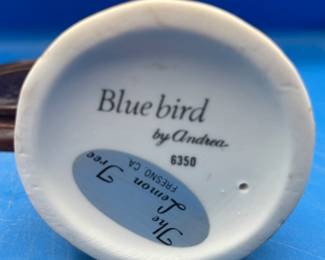 Blue bird
by Andrea
6350
The
Lemon Tree
FRESNO, CA